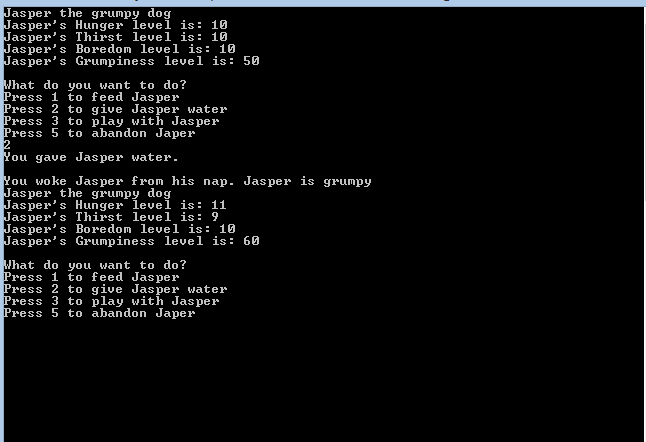 Jasper the grumpy dog
Jasper's Hunger level is: 10
Jasper's Thirst level is: 10
Jasper's Boredom level is: 10
Jasper's Grumpiness level is: 50
What do you want to do?
Press 1 to feed Jasper
Press 2 to give Jasper water
Press 3 to play with Jasper
Press 5 to abandon Japer
2
You gave Jasper water.
You woke Jasper from his nap. Jasper is grumpy
Jasper the grumpy dog
Jasper's Hunger level is: 11
Jasper's Thirst level is: 9
Jasper's Boredom level is: 10
Jasper's Grumpiness level is: 60
What do you want to do?
Press 1 to feed Jasper
Press 2 to give Jasper water
Press 3 to play with Jasper
Press 5 to abandon Japer